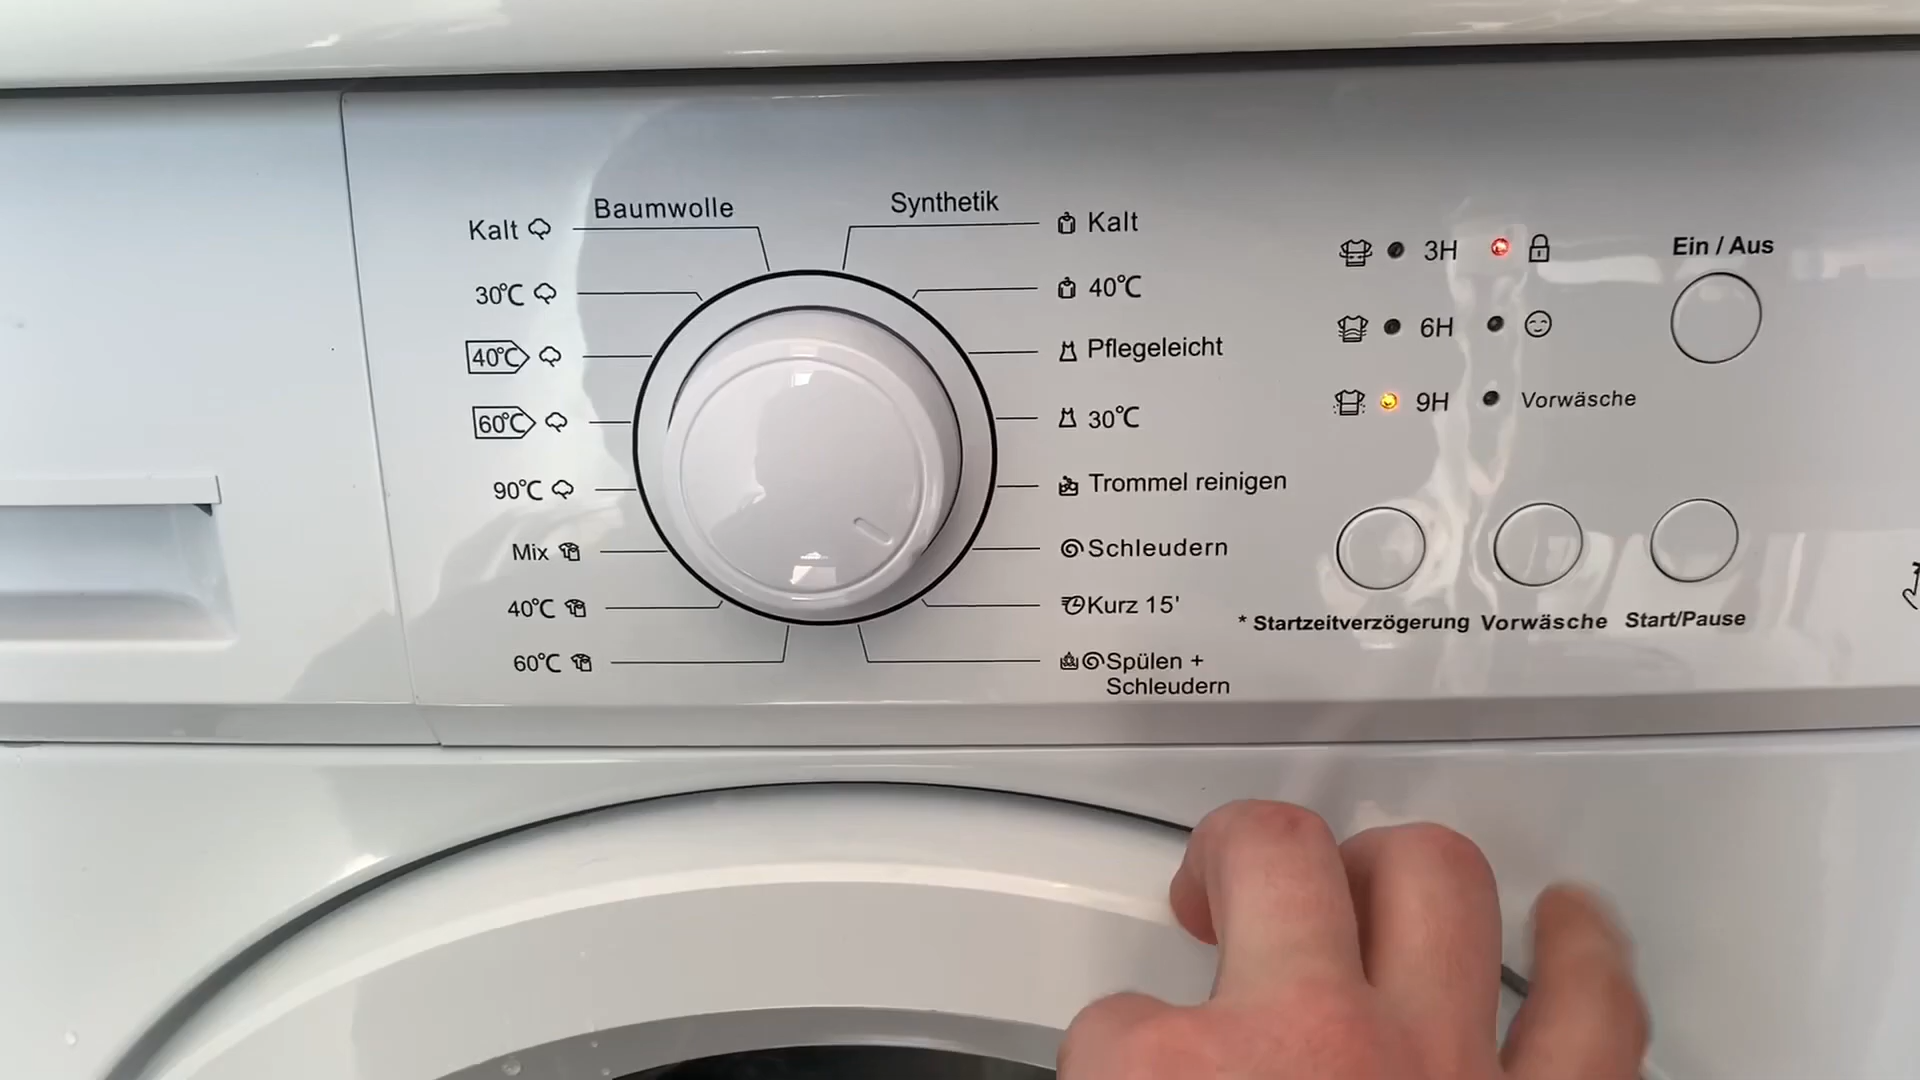 Baumwolle
Kalt
30℃
40℃
60℃
90℃
Mix
40℃
60℃
Synthetik
Kalt
40℃
Pflegeleicht
30℃
Trommel reinigen
Schleudern
Kurz 15'
Spülen +
Schleudern
3H
6H
9H
Vorwäsche
Ein / Aus
* Startzeitverzögerung
Vorwäsche
Start/Pause